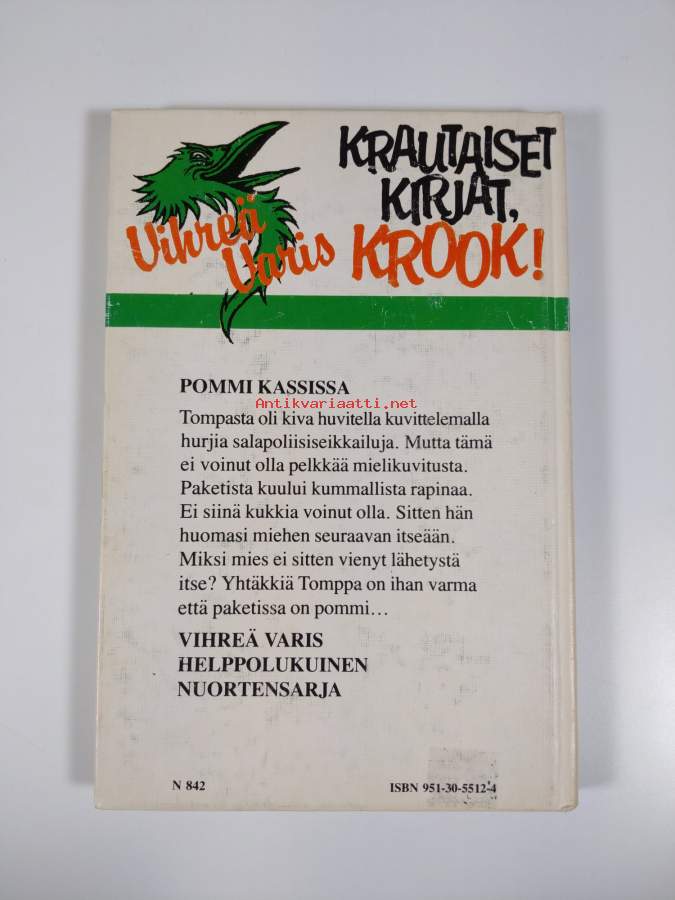 KRAUTAISET
KIRJAT,
KROOK!
Vihreä
Varis
POMMI KASSISSA
Antikvariaatti.net
Tompasta oli kiva huvitella kuvittelemalla
hurjia salapoliisiseikkailuja. Mutta tämä
ei voinut olla pelkkää mielikuvitusta.
Paketista kuului kummallista rapinaa.
Ei siinä kukkia voinut olla. Sitten hän
huomasi miehen seuraavan itseään.
Miksi mies ei sitten vienyt lähetystä
itse? Yhtäkkiä Tomppa on ihan varma
että paketissa on pommi...
VIHREÄ VARIS
HELPPOLUKUINEN
NUORTENSARJA
N 842
ISBN 951-30-5512-4